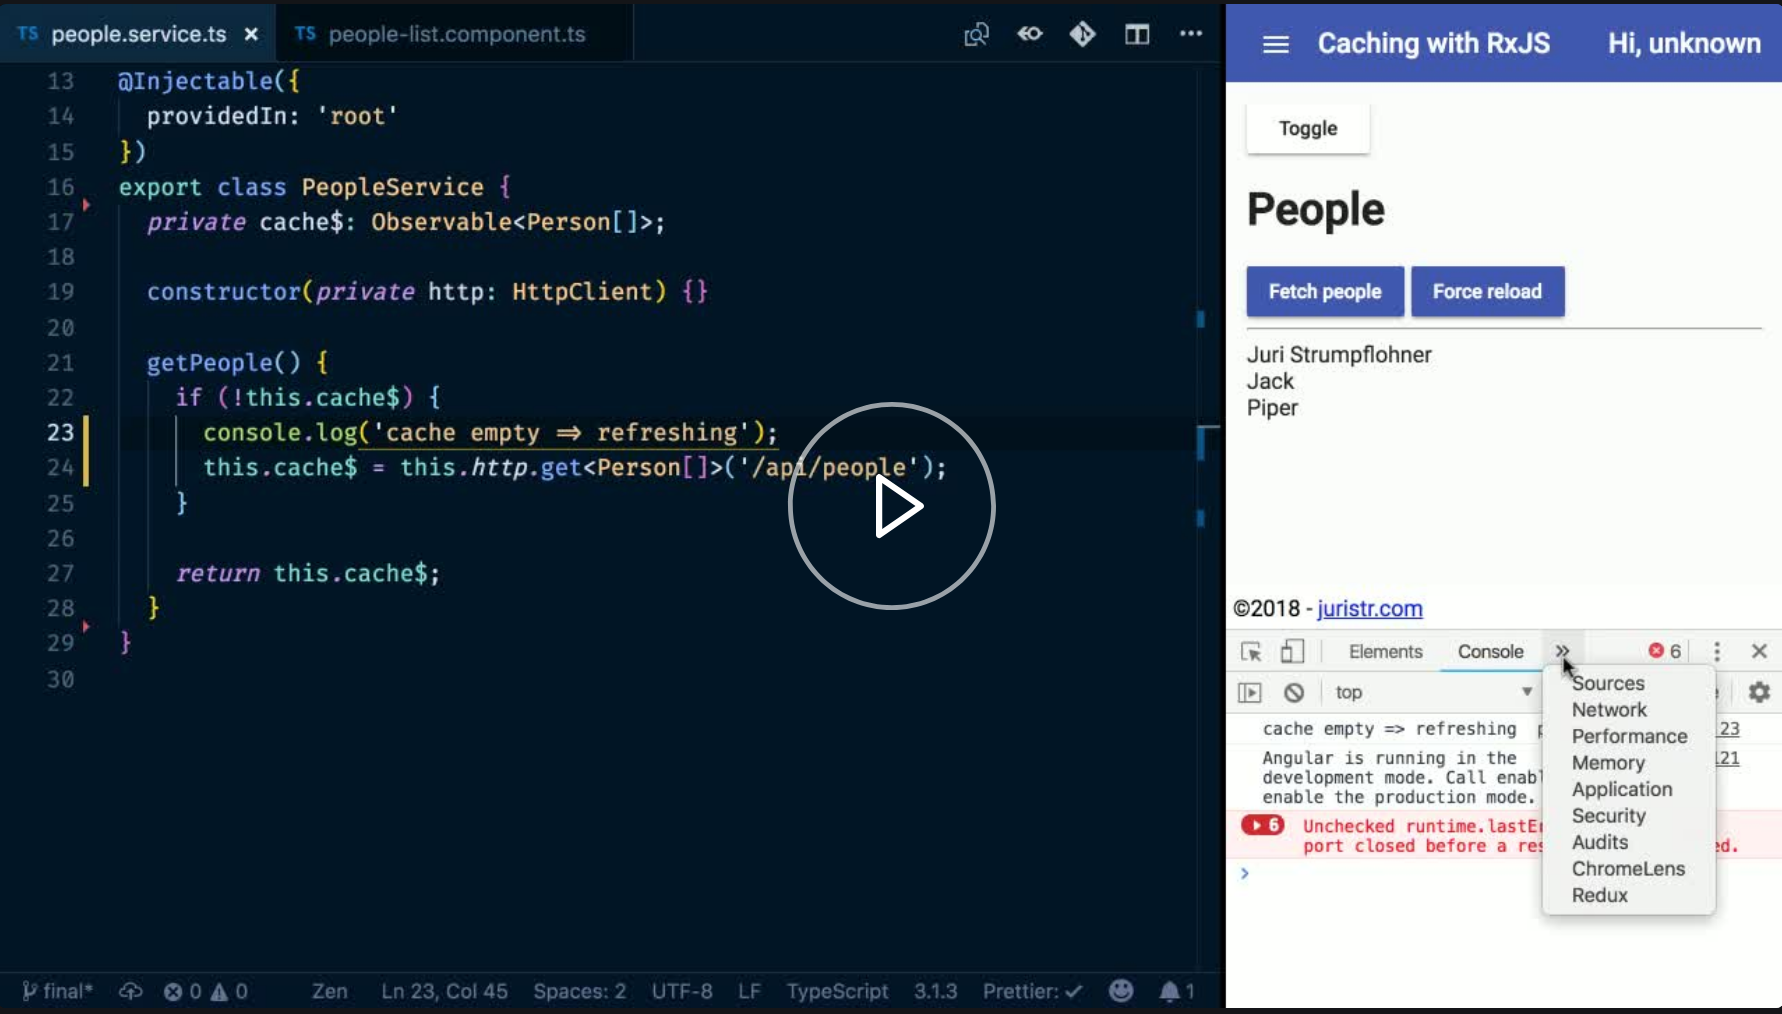 TS people.service.ts × TS people-list.component.ts
13 @Injectable({
14 providedIn: 'root'
15 })
16 export class PeopleService {
17 private cache$: Observable<Person[]>;
18
19 constructor(private http: HttpClient) {}
20
21 getPeople() {
22 if (!this.cache$) {
23 console.log('cache empty => refreshing');
24 this.cache$ = this.http.get<Person[]>('/api/people');
25 }
26
27 return this.cache$;
28 }
29 }
30
final* 0 0 Zen Ln 23, Col 45 Spaces: 2 UTF-8 LF TypeScript 3.1.3 Prettier: ✓ 1
Caching with RxJS Hi, unknown
Toggle
People
Fetch people Force reload
Juri Strumpflohner
Jack
Piper
©2018 - juristr.com
Elements Console » 6
top
Sources
Network
Performance
Memory
Application
Security
Audits
ChromeLens
Redux
cache empty => refreshing 23
Angular is running in the 121
development mode. Call
enable the production mode.
6 Unchecked
port closed before a